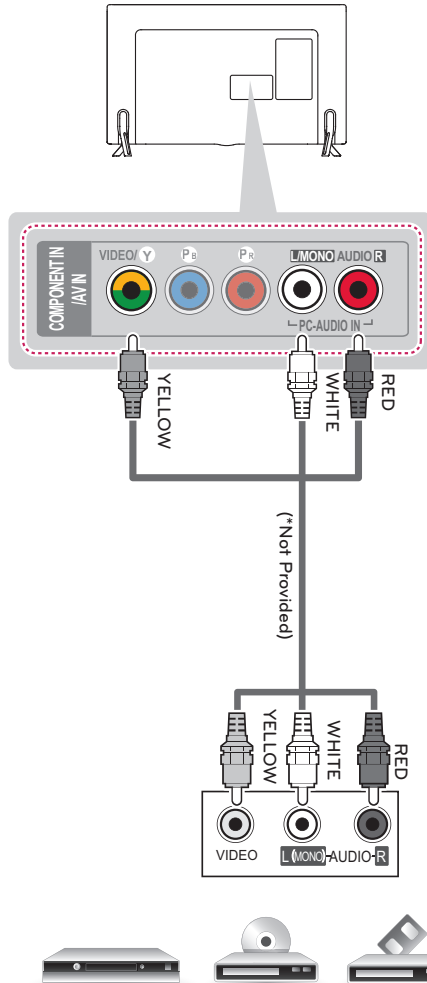 COMPONENT IN
/AV IN
VIDEO/ Y
PB
PR
L/MONO AUDIO R
PC-AUDIO IN
YELLOW
WHITE
RED
(*Not Provided)
YELLOW
WHITE
RED
VIDEO
L(MONO)-AUDIO-R